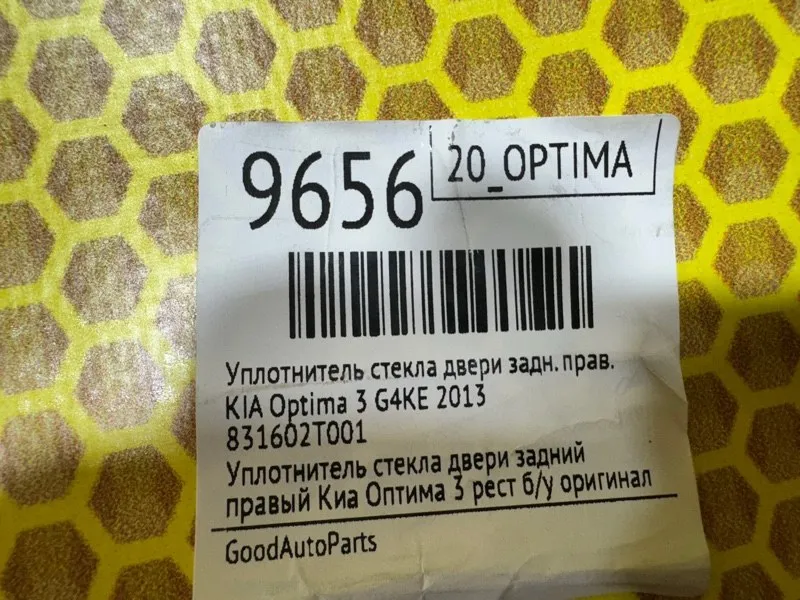 9656
20_OPTIMA
Уплотнитель стекла двери задн. прав.
KIA Optima 3 G4KE 2013
831602T001
Уплотнитель стекла двери задний
правый Киа Оптима 3 рест б/у оригинал
GoodAutoParts